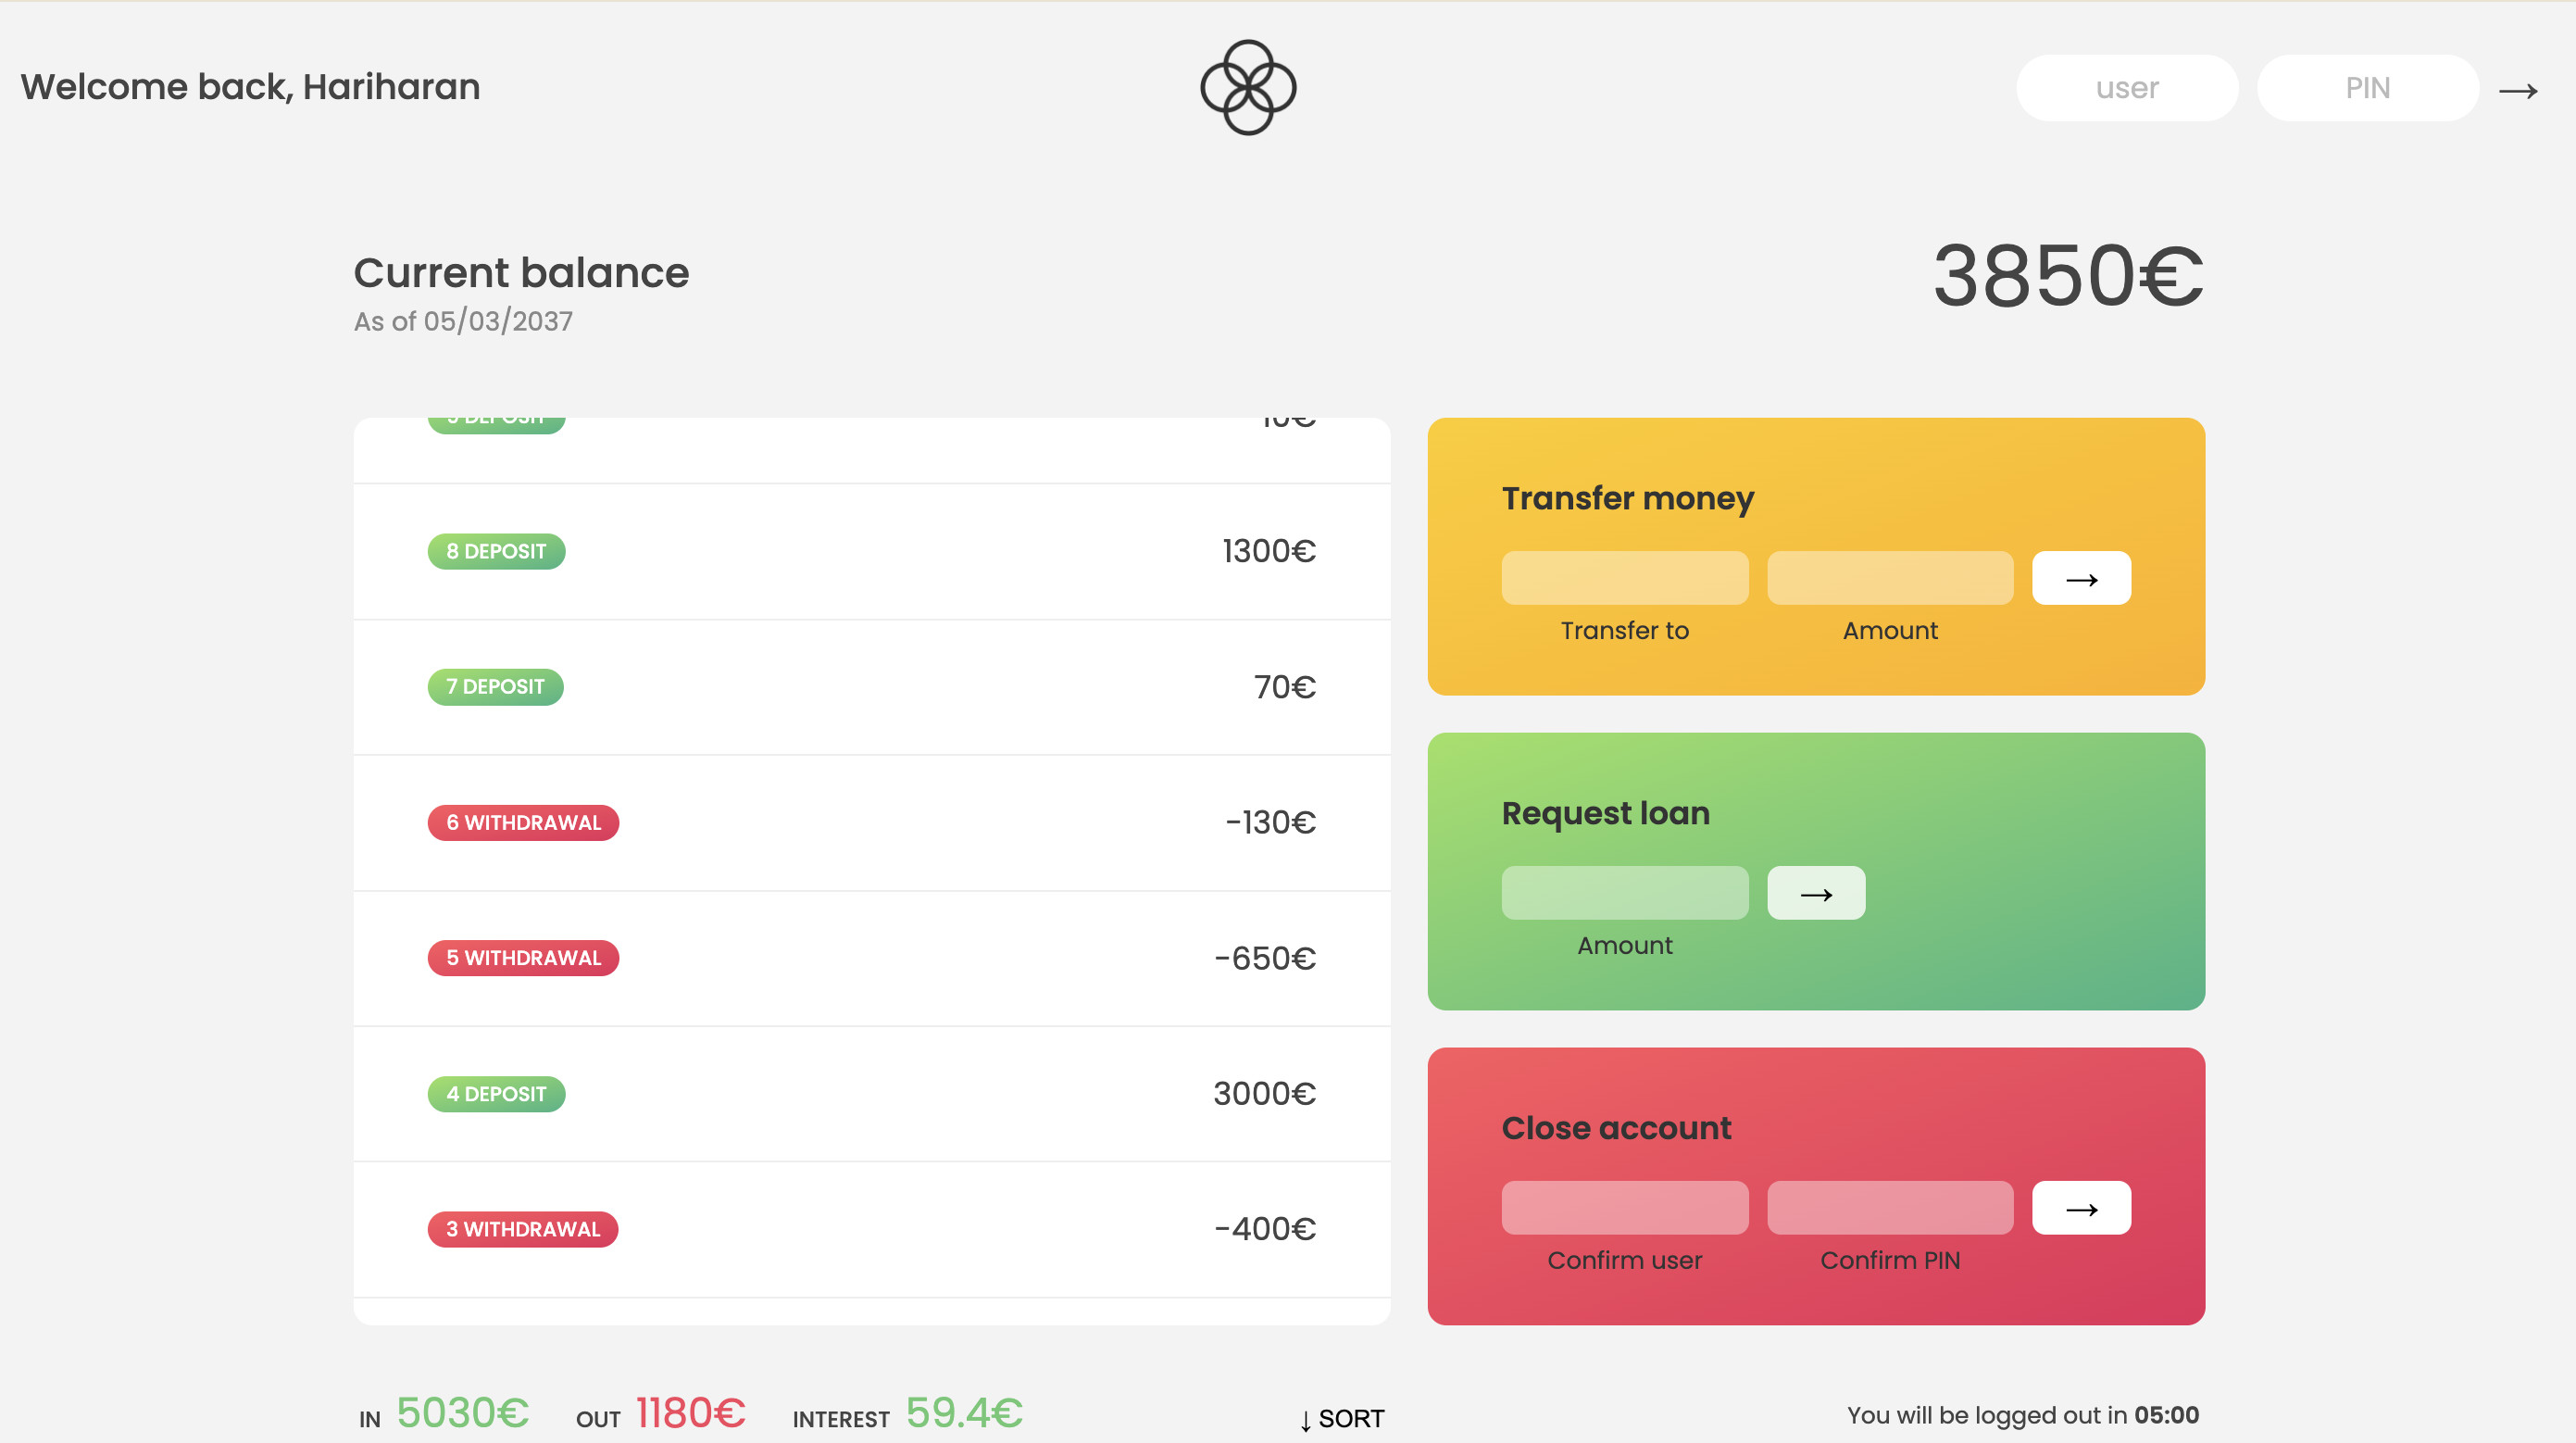 Welcome back, Hariharan
user PIN →
Current balance
As of 05/03/2037
3850€
9 DEPOSIT 10€
8 DEPOSIT 1300€
7 DEPOSIT 70€
6 WITHDRAWAL -130€
5 WITHDRAWAL -650€
4 DEPOSIT 3000€
3 WITHDRAWAL -400€
Transfer money
→
Transfer to Amount
Request loan
→
Amount
Close account
→
Confirm user Confirm PIN
IN 5030€ OUT 1180€ INTEREST 59.4€
↓ SORT
You will be logged out in 05:00